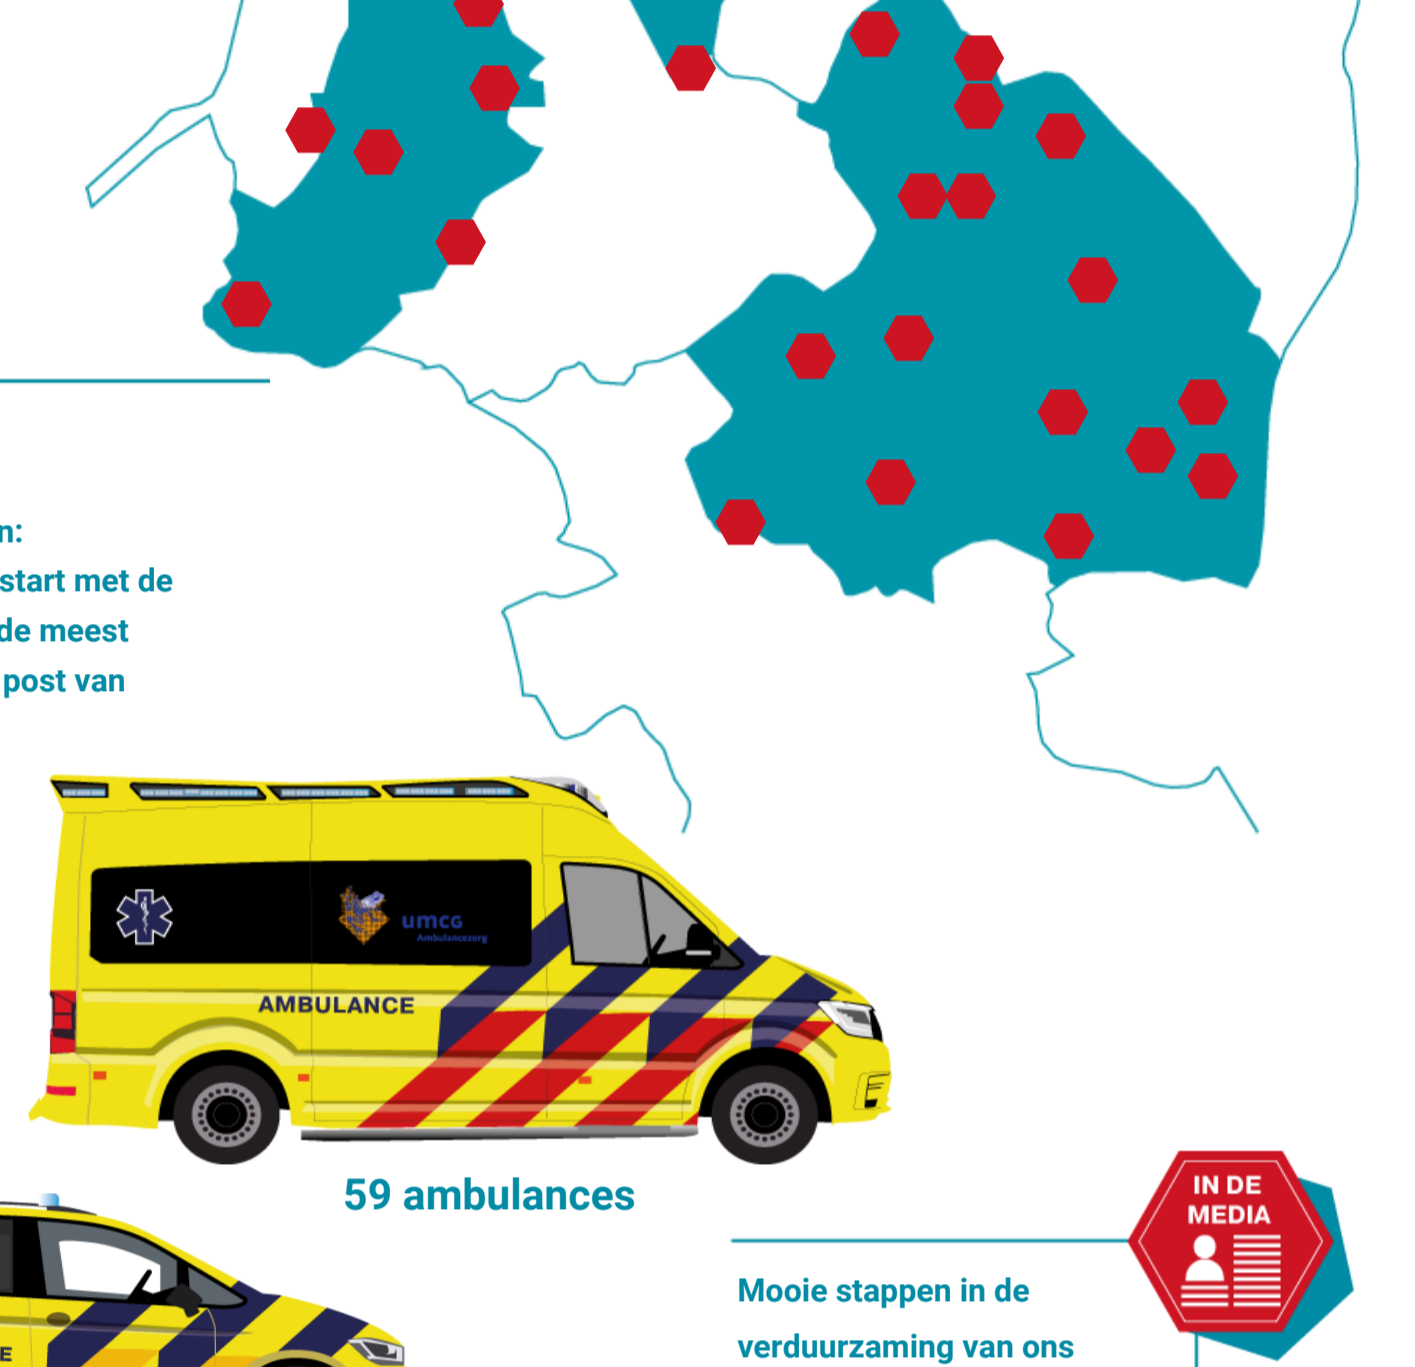 n:
start met de
de meest
post van
umcg
Ambulancezorg
AMBULANCE
59 ambulances
E
IN DE
MEDIA
Mooie stappen in de
verduurzaming van ons